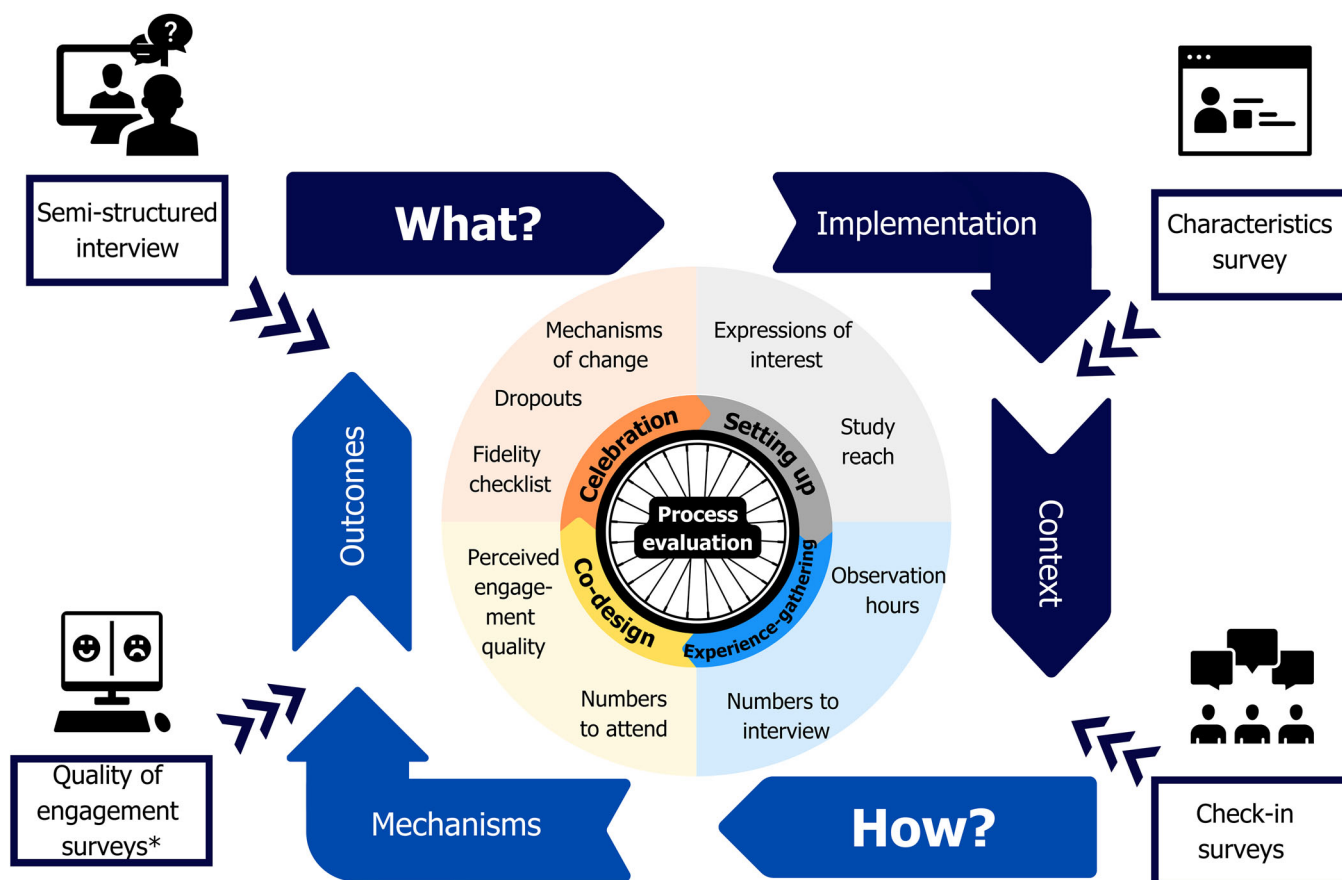 ?
Semi-structured
interview
What?
Implementation
Characteristics
survey
Mechanisms
of change
Dropouts
Fidelity
checklist
Expressions of
interest
Study
reach
Celebration
Setting up
Process
evaluation
Co-design
Experience-gathering
Perceived
engage-
ment
quality
Numbers
to attend
Observation
hours
Numbers to
interview
Outcomes
Context
Quality of
engagement
surveys*
Mechanisms
How?
Check-in
surveys